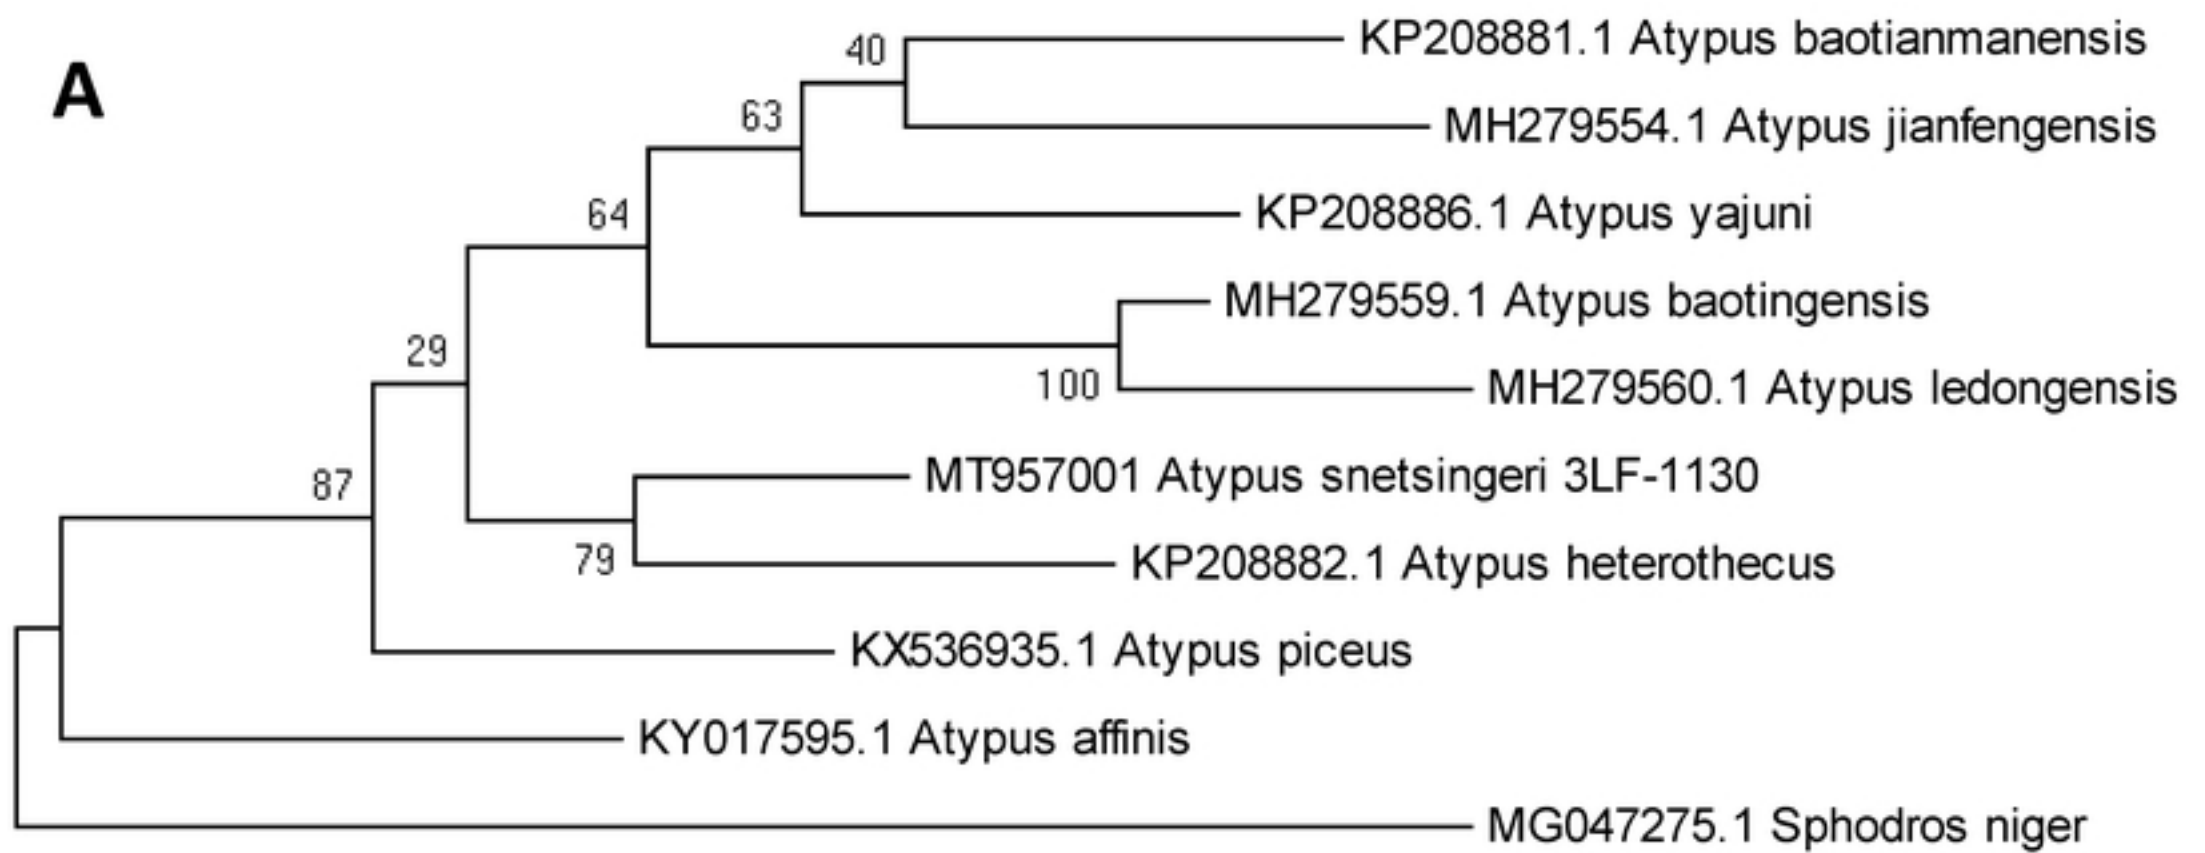 A
40
KP208881.1 Atypus baotianmanensis
63
MH279554.1 Atypus jianfengensis
64
KP208886.1 Atypus yajuni
MH279559.1 Atypus baotingensis
29
100
MH279560.1 Atypus ledongensis
87
MT957001 Atypus snetsingeri 3LF-1130
79
KP208882.1 Atypus heterothecus
KX536935.1 Atypus piceus
KY017595.1 Atypus affinis
MG047275.1 Sphodros niger